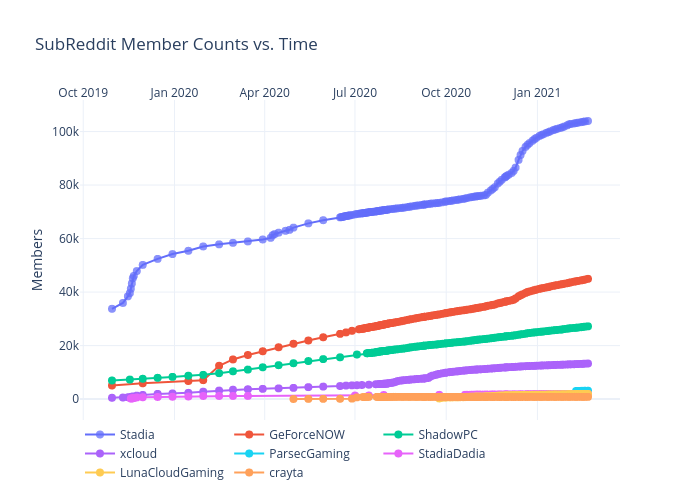 SubReddit Member Counts vs. Time
Oct 2019 Jan 2020 Apr 2020 Jul 2020 Oct 2020 Jan 2021
100k
80k
60k
40k
20k
0
Members
Stadia GeForceNOW ShadowPC
xcloud ParsecGaming StadiaDadia
LunaCloudGaming crayta